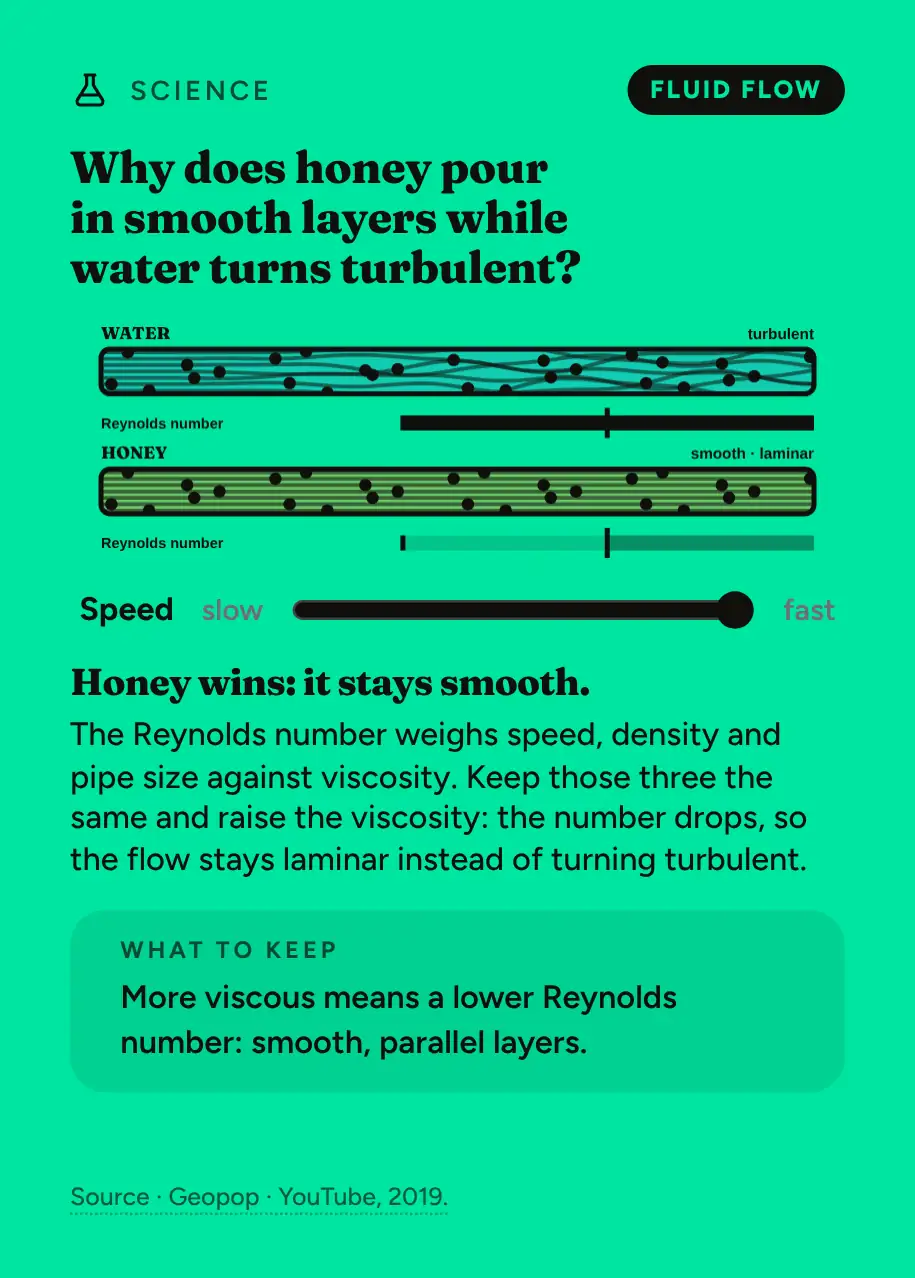 SCIENCE
FLUID FLOW
Why does honey pour
in smooth layers while
water turns turbulent?
WATER
turbulent
Reynolds number
HONEY
smooth · laminar
Reynolds number
Speed slow fast
Honey wins: it stays smooth.
The Reynolds number weighs speed, density and
pipe size against viscosity. Keep those three the
same and raise the viscosity: the number drops, so
the flow stays laminar instead of turning turbulent.
WHAT TO KEEP
More viscous means a lower Reynolds
number: smooth, parallel layers.
Source · Geopop · YouTube, 2019.